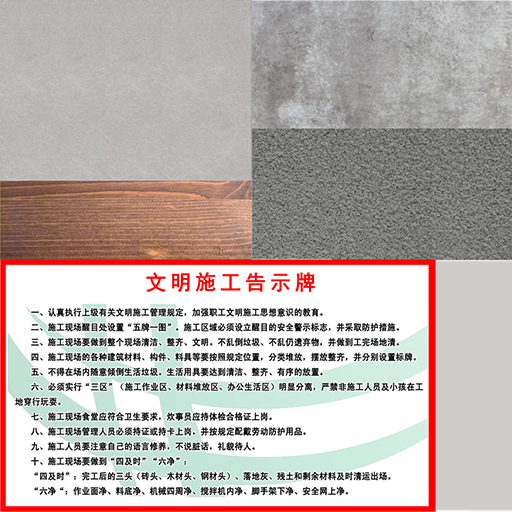 文明施工告示牌
一、认真执行上级有关文明施工管理规定，加强职工文明施工思想意识的教育。
二、施工现场醒目处设置“五牌一图”，施工区域必须设立醒目的安全警示标志，并采取防护措施。
三、施工现场要做到整个现场清洁、整齐、文明。不乱倒垃圾、不乱仍遗弃物，并做到工完场地清。
四、施工现场的各种建筑材料、构件、料具等要按照规定位置，分类堆放，摆放整齐，并分别设置标牌。
五、不得在场内随意倾倒生活垃圾。生活用具要达到清洁、整齐、有序的放置。
六、必须实行“三区”（施工作业区、材料堆放区、办公生活区）明显分离，严禁非施工人员及小孩在工
地穿行玩耍。
七、施工现场食堂应符合卫生要求，炊事员应持体检合格证上岗。
八、施工现场管理人员必须持证或持卡上岗，并按规定配戴劳动防护用品。
九、施工人员要注意自己的语言修养，不说脏话，礼貌待人。
十、施工现场要做到“四及时”“六净”：
“四及时”：完工后的三头（砖头、木材头、钢材头）、落地灰、残土和剩余材料及时清运出场。
“六净“：作业面净、料底净、机械四周净、搅拌机内净、脚手架下净、安全网上净。